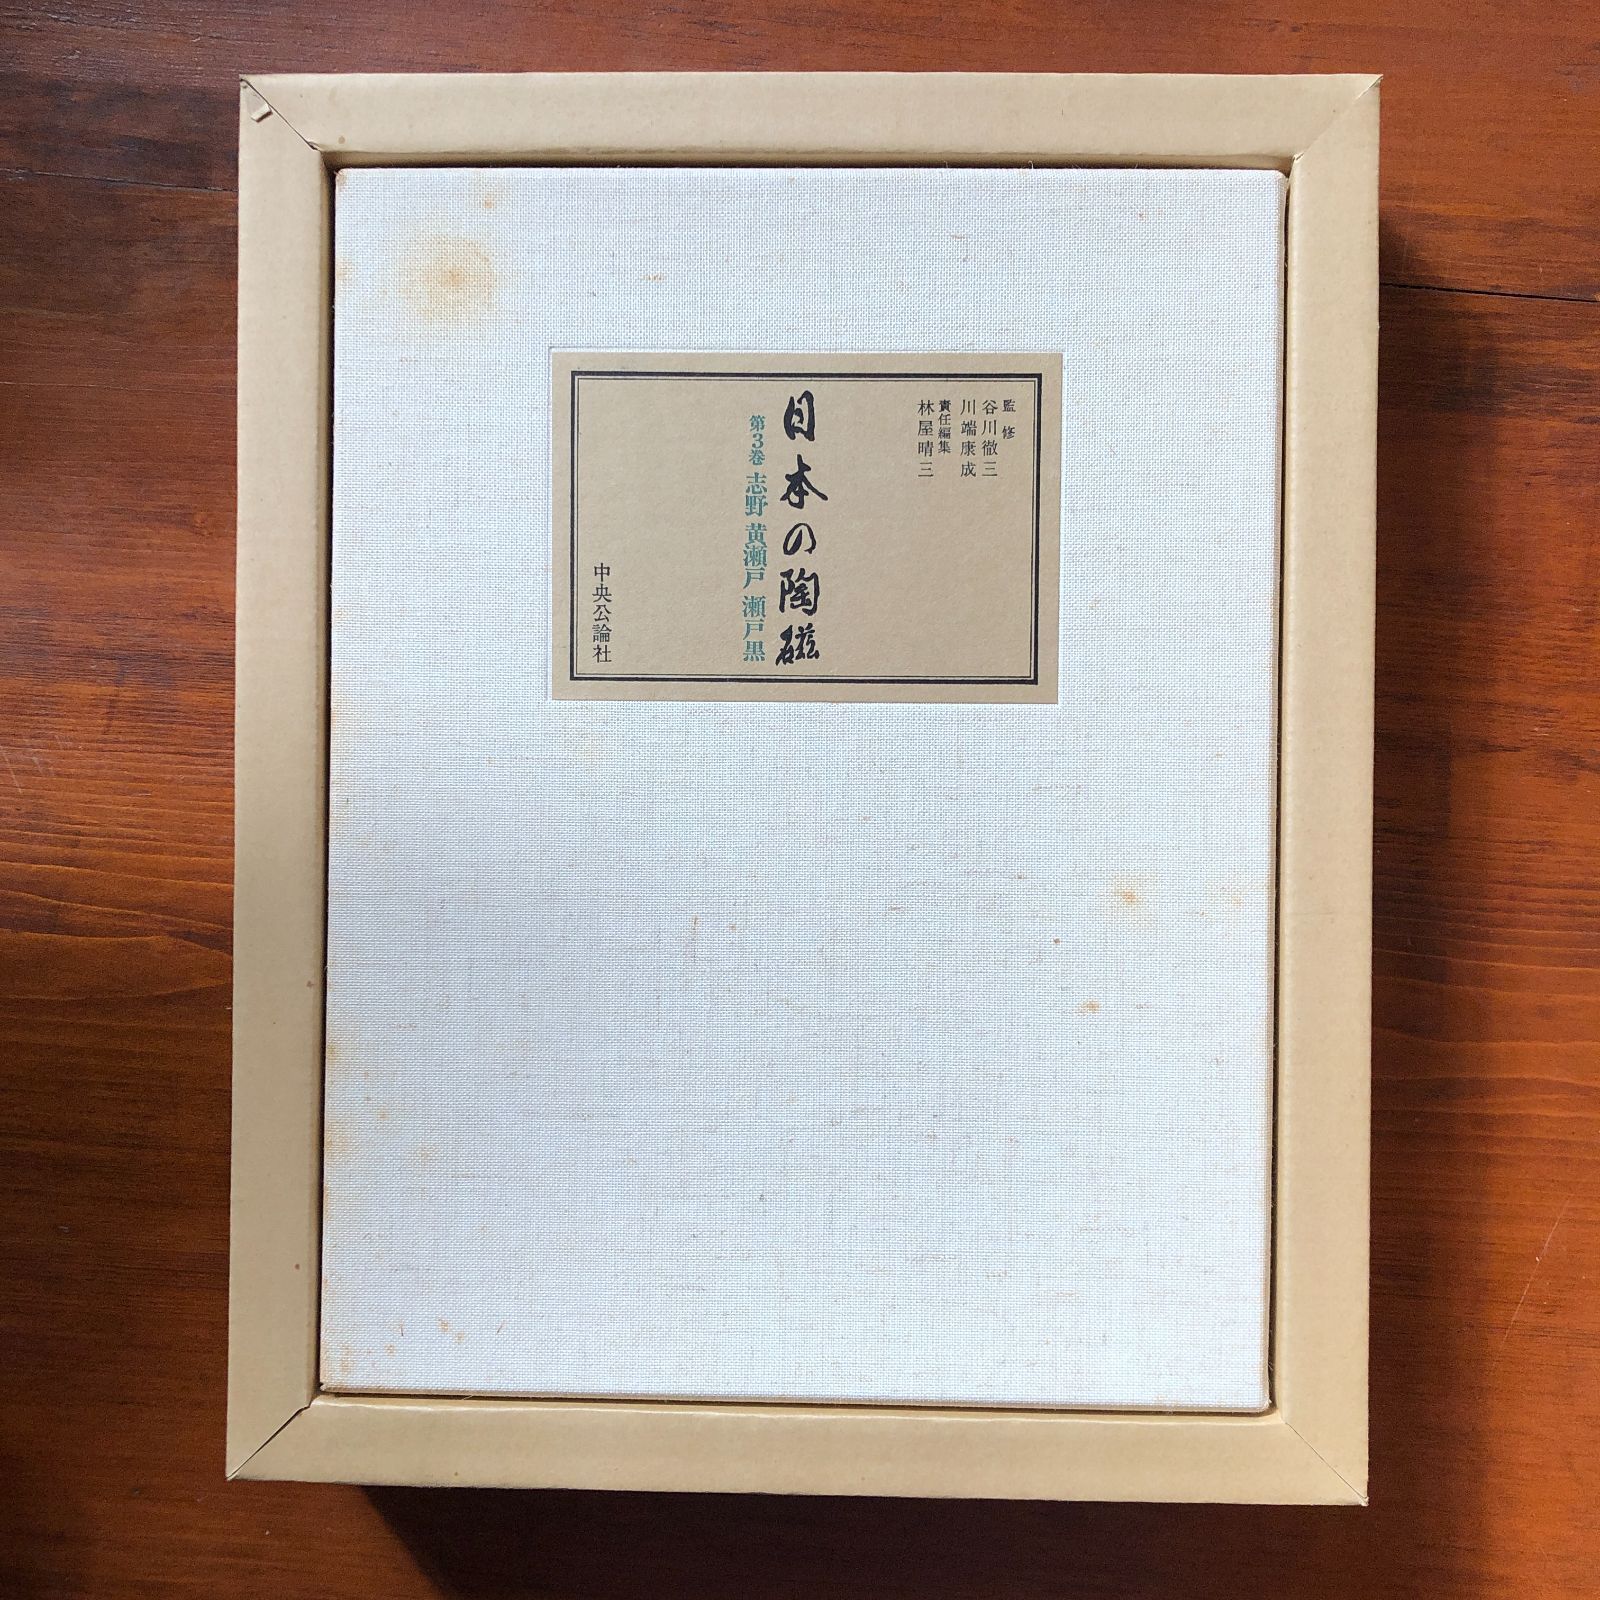 監修
谷川徹三
川端康成
責任編集
林屋晴三
日本の陶磁
第3巻 志野 黄瀬戸 瀬戸黒
中央公論社